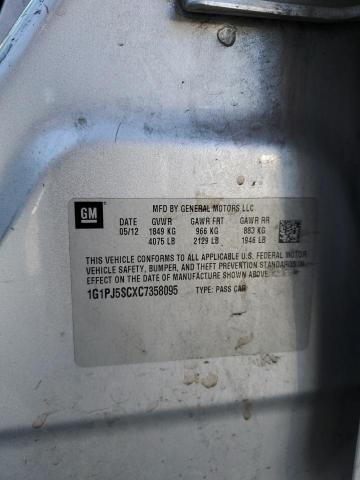 GM
MFD BY GENERAL MOTORS LLC
DATE GVWR GAWR FRT GAWR RR
05/12 1849 KG 966 KG 883 KG
4075 LB 2129 LB 1946 LB
THIS VEHICLE CONFORMS TO ALL APPLICABLE U.S. FEDERAL MOTOR
VEHICLE SAFETY, BUMPER, AND THEFT PREVENTION STANDARDS IN
EFFECT ON THE DATE OF MANUFACTURE SHOWN ABOVE.
1G1PJ5SCXC7358095 TYPE: PASS CAR